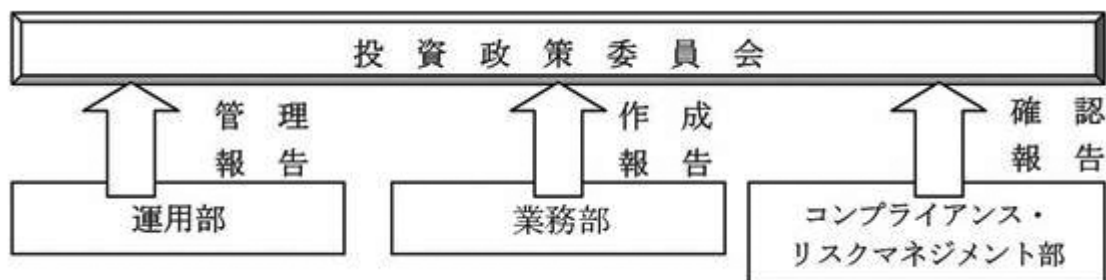 投資政策委員会
管理
報告
作成
報告
確認
報告
運用部
業務部
コンプライアンス・
リスクマネジメント部